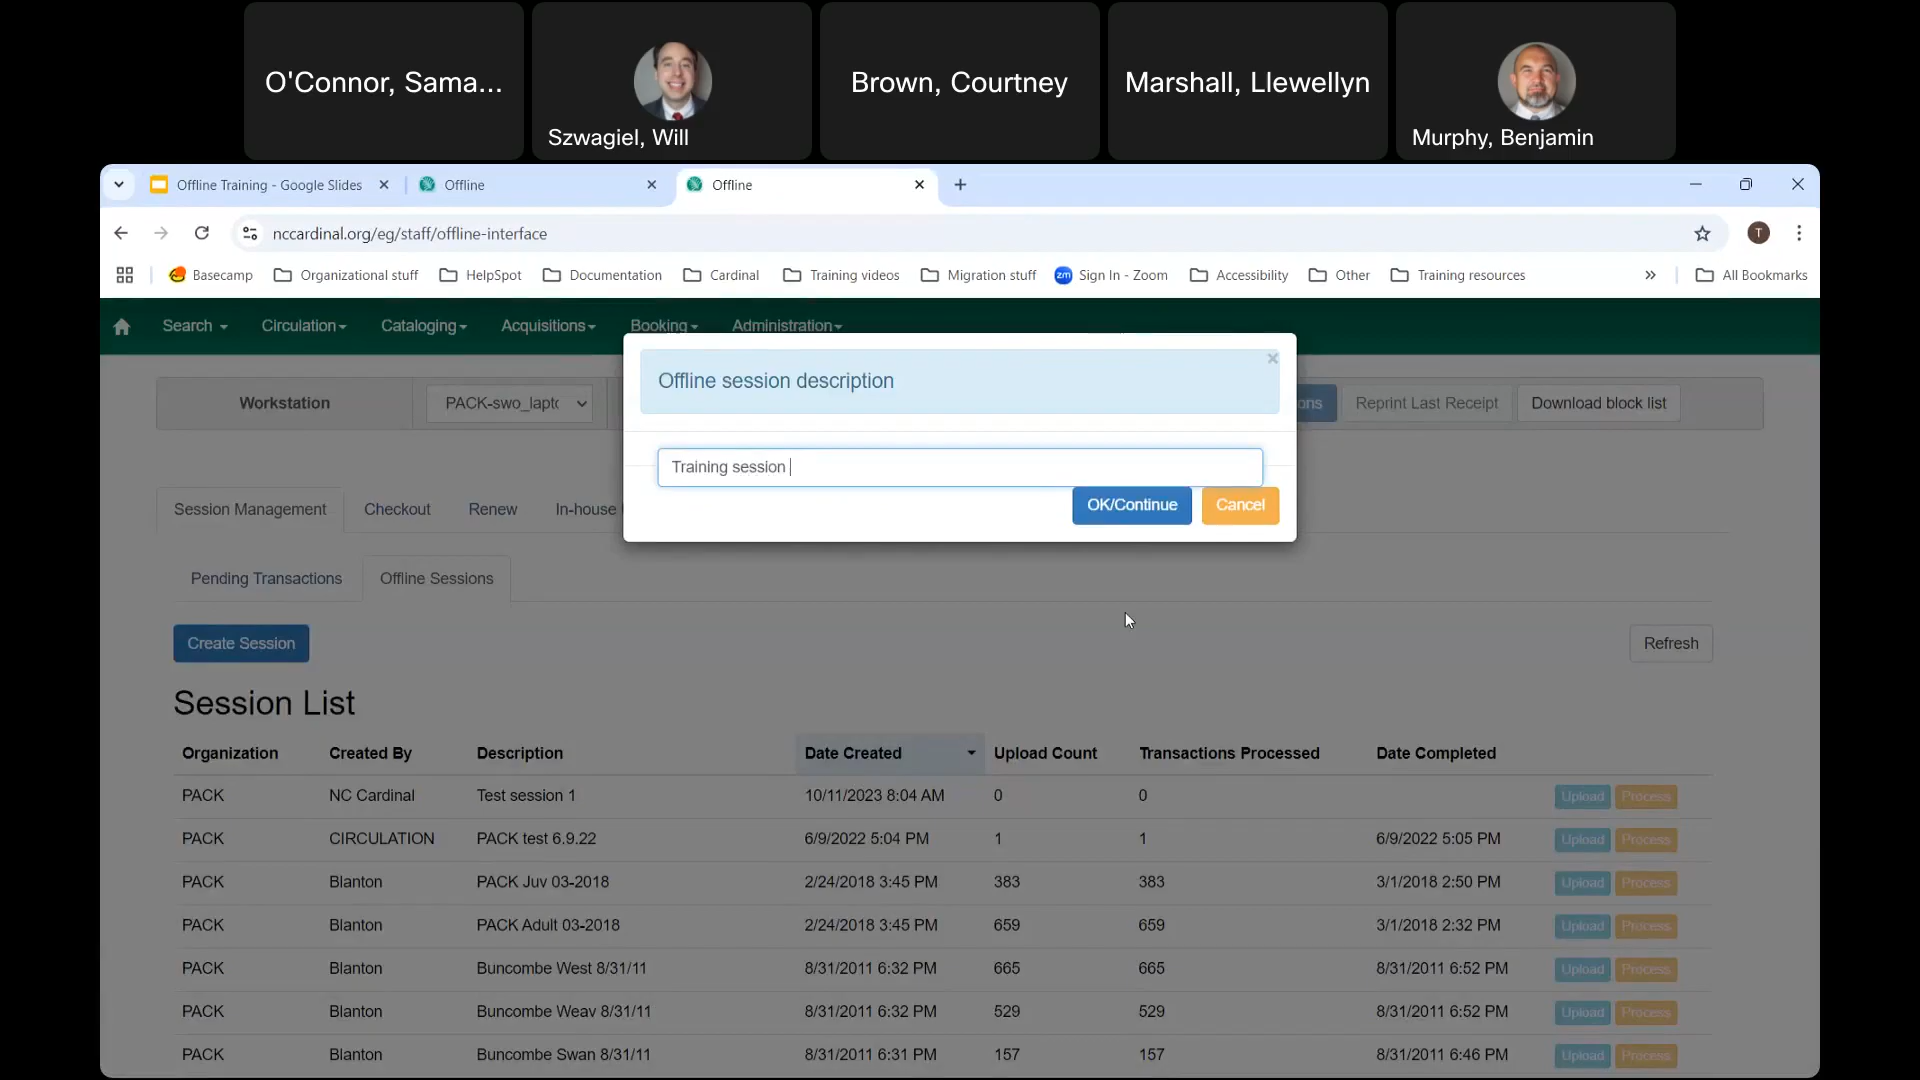 O'Connor, Sama...
Szwagiel, Will
Brown, Courtney
Marshall, Llewellyn
Murphy, Benjamin
Offline Training - Google Slides
Offline
Offline
nccardinal.org/eg/staff/offline-interface
T
Basecamp
Organizational stuff
HelpSpot
Documentation
Cardinal
Training videos
Migration stuff
zm
Sign In - Zoom
Accessibility
Other
Training resources
All Bookmarks
Search
Circulation
Cataloging
Acquisitions
Booking
Administration
Offline session description
Training session
OK/Continue
Cancel
Workstation
PACK-swo_lapt
ons
Reprint Last Receipt
Download block list
Session Management
Checkout
Renew
In-house
Pending Transactions
Offline Sessions
Create Session
Refresh
Session List
Organization Created By Description Date Created Upload Count Transactions Processed Date Completed
PACK NC Cardinal Test session 1 10/11/2023 8:04 AM 0 0 Upload Process
PACK CIRCULATION PACK test 6.9.22 6/9/2022 5:04 PM 1 1 6/9/2022 5:05 PM Upload Process
PACK Blanton PACK Juv 03-2018 2/24/2018 3:45 PM 383 383 3/1/2018 2:50 PM Upload Process
PACK Blanton PACK Adult 03-2018 2/24/2018 3:45 PM 659 659 3/1/2018 2:32 PM Upload Process
PACK Blanton Buncombe West 8/31/11 8/31/2011 6:32 PM 665 665 8/31/2011 6:52 PM Upload Process
PACK Blanton Buncombe Weav 8/31/11 8/31/2011 6:32 PM 529 529 8/31/2011 6:52 PM Upload Process
PACK Blanton Buncombe Swan 8/31/11 8/31/2011 6:31 PM 157 157 8/31/2011 6:46 PM Upload Process